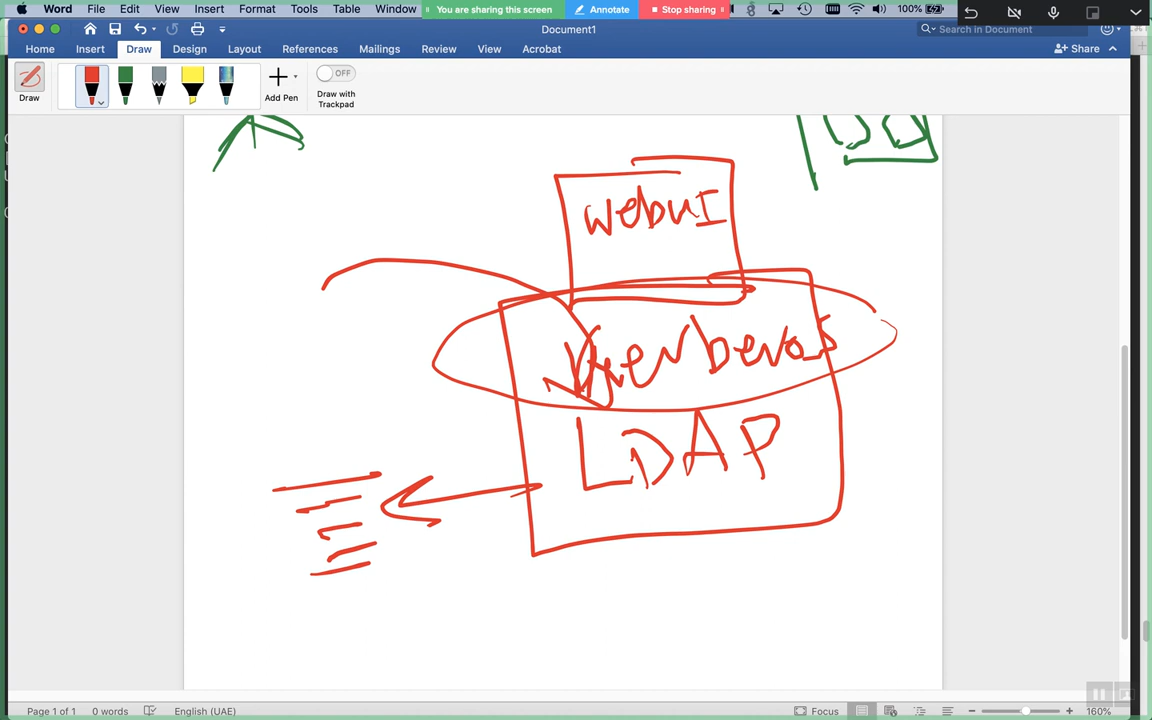 Word File Edit View Insert Format Tools Table Window
You are sharing this screen Annotate Stop sharing 100%
Document1
Search in Document
Home Insert Draw Design Layout References Mailings Review View Acrobat
Share
OFF
Draw Add Pen Draw with
Trackpad
WebUI
Kerberos
LDAP
Page 1 of 1 0 words English (UAE) Focus 160%